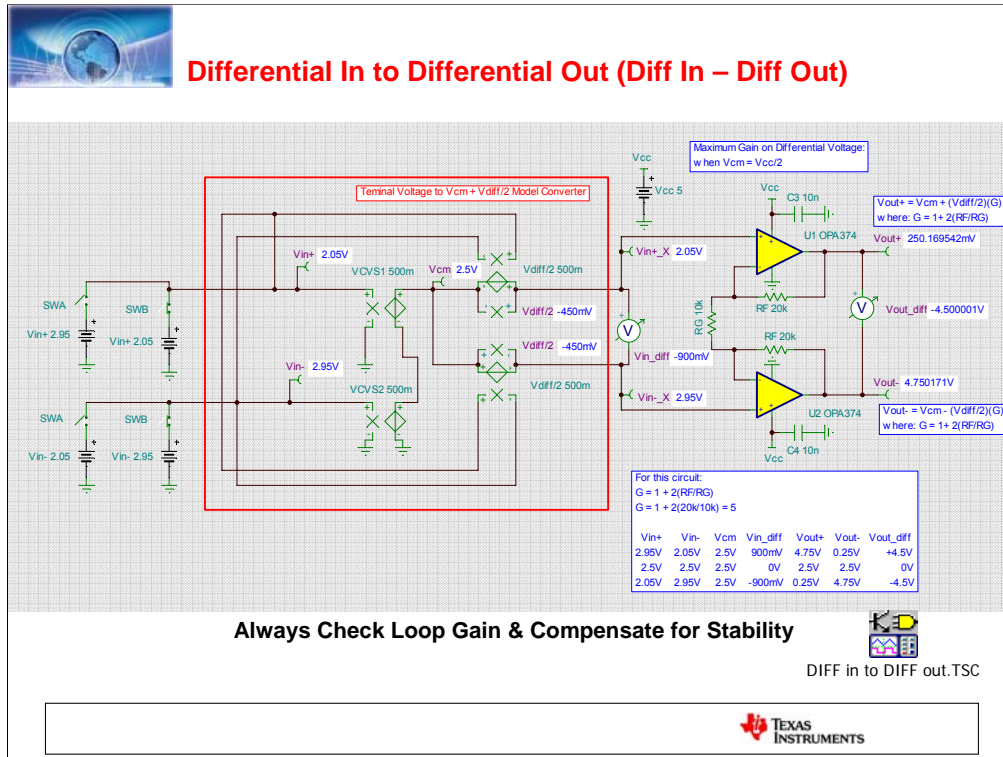 Differential In to Differential Out (Diff In – Diff Out)
Maximum Gain on Differential Voltage:
when Vcm = Vcc/2
Vcc
Vcc 5
Teminal Voltage to Vcm + Vdiff/2 Model Converter
Vcc
C3 10n
Vout+ = Vcm + (Vdiff/2)(G)
where: G = 1+ 2(RF/RG)
U1 OPA374
Vout+ 250.169542mV
Vin+ 2.05V
VCVS1 500m
Vcm 2.5V
Vdiff/2 500m
Vin+_X 2.05V
SWA
SWB
Vin+ 2.95
Vin+ 2.05
Vdiff/2 -450mV
RF 20k
RG 10k
V
V
Vout_diff -4.500001V
Vdiff/2 -450mV
RF 20k
Vin_diff -900mV
Vin- 2.95V
VCVS2 500m
Vdiff/2 500m
Vin-_X 2.95V
Vout- 4.750171V
U2 OPA374
Vout- = Vcm - (Vdiff/2)(G)
where: G = 1+ 2(RF/RG)
SWA
SWB
Vin- 2.05
Vin- 2.95
Vcc
C4 10n
For this circuit:
G = 1 + 2(RF/RG)
G = 1 + 2(20k/10k) = 5
Vin+ Vin- Vcm Vin_diff Vout+ Vout- Vout_diff
2.95V 2.05V 2.5V 900mV 4.75V 0.25V +4.5V
2.5V 2.5V 2.5V 0V 2.5V 2.5V 0V
2.05V 2.95V 2.5V -900mV 0.25V 4.75V -4.5V
Always Check Loop Gain & Compensate for Stability
DIFF in to DIFF out.TSC
TEXAS
INSTRUMENTS